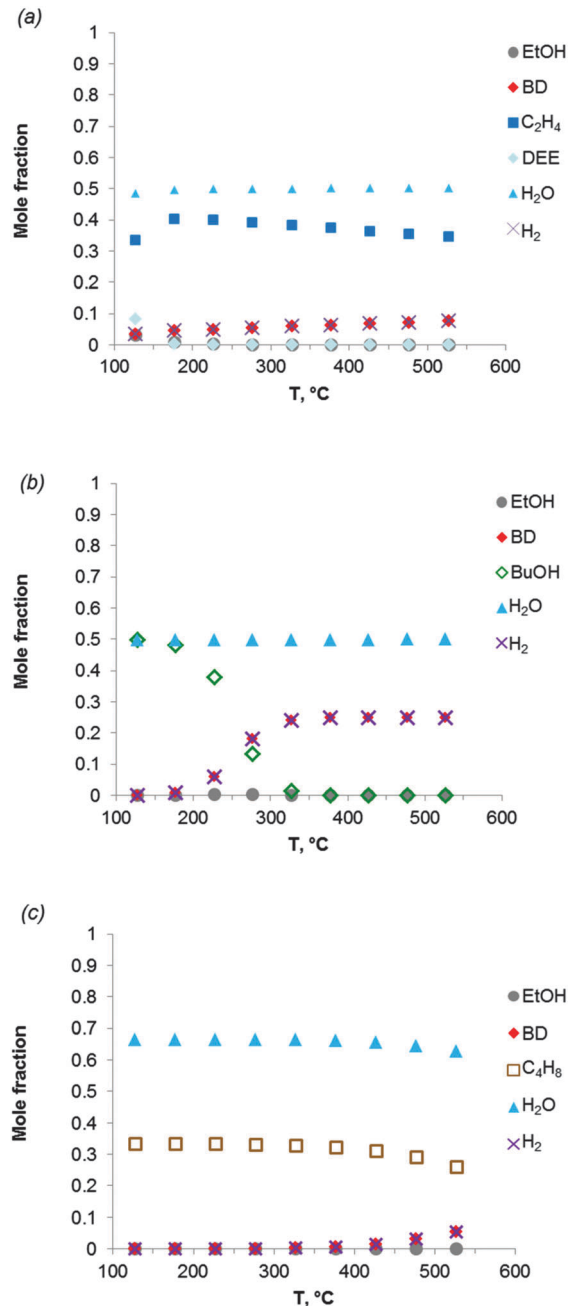 (a)
1
0.9
0.8
0.7
0.6
0.5
0.4
0.3
0.2
0.1
0
Mole fraction
100 200 300 400 500 600
T, °C
EtOH
BD
C₂H₄
DEE
H₂O
H₂
(b)
1
0.9
0.8
0.7
0.6
0.5
0.4
0.3
0.2
0.1
0
Mole fraction
100 200 300 400 500 600
T, °C
EtOH
BD
BuOH
H₂O
H₂
(c)
1
0.9
0.8
0.7
0.6
0.5
0.4
0.3
0.2
0.1
0
Mole fraction
100 200 300 400 500 600
T, °C
EtOH
BD
C₄H₈
H₂O
H₂